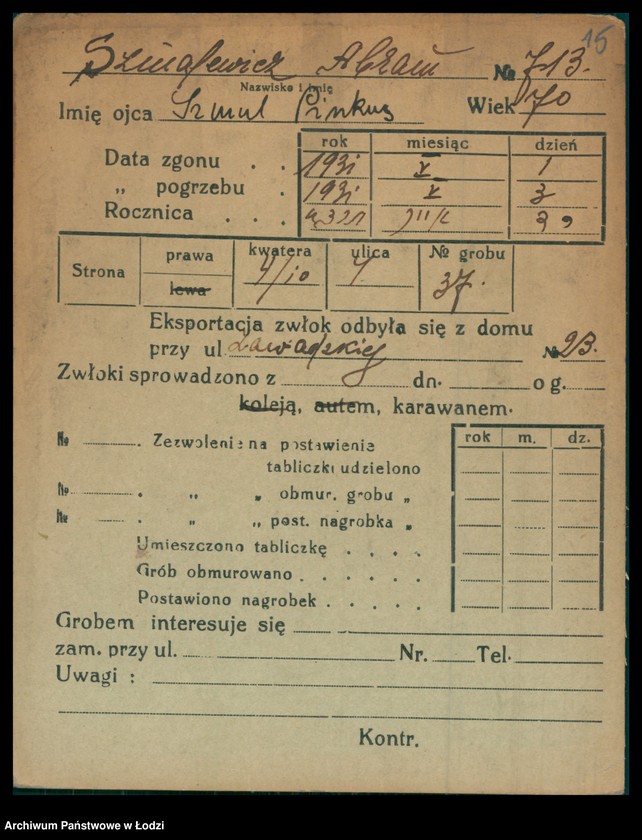 15
Abram № 713.
Nazwisko i imię
Imię ojca Szmul Pinkus Wiek 70
rok miesiąc dzień
Data zgonu . . 1931 X 1
„ pogrzebu . 1931 X 3
Rocznica . . .
Strona prawa kwatera ulica № grobu
lewa 4/10 4 37.
Eksportacja zwłok odbyła się z domu
przy ul. Zawadzkiej № 23.
Zwłoki sprowadzono z dn. o g.
koleją, autem, karawanem.
№ . Zezwolenie na postawienie rok m. dz.
tabliczki udzielono
№ . „ „ obmur. grobu „
№ . „ „ post. nagrobka „
Umieszczono tabliczkę . . . .
Grób obmurowano . . . . . .
Postawiono nagrobek . . . . .
Grobem interesuje się
zam. przy ul. Nr. Tel.
Uwagi :
Kontr.
Archiwum Państwowe w Łodzi